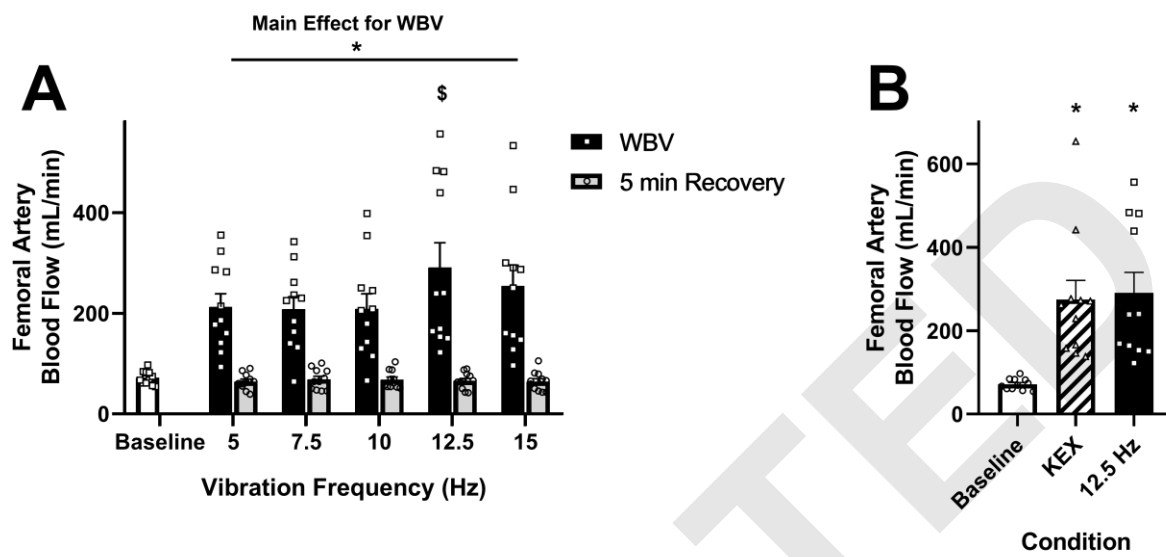 Main Effect for WBV
*
A
$
WBV
5 min Recovery
Femoral Artery
Blood Flow (mL/min)
400
200
0
Baseline 5 7.5 10 12.5 15
Vibration Frequency (Hz)
B
* *
Femoral Artery
Blood Flow (mL/min)
600
400
200
0
Baseline
KEX
12.5 Hz
Condition
TED